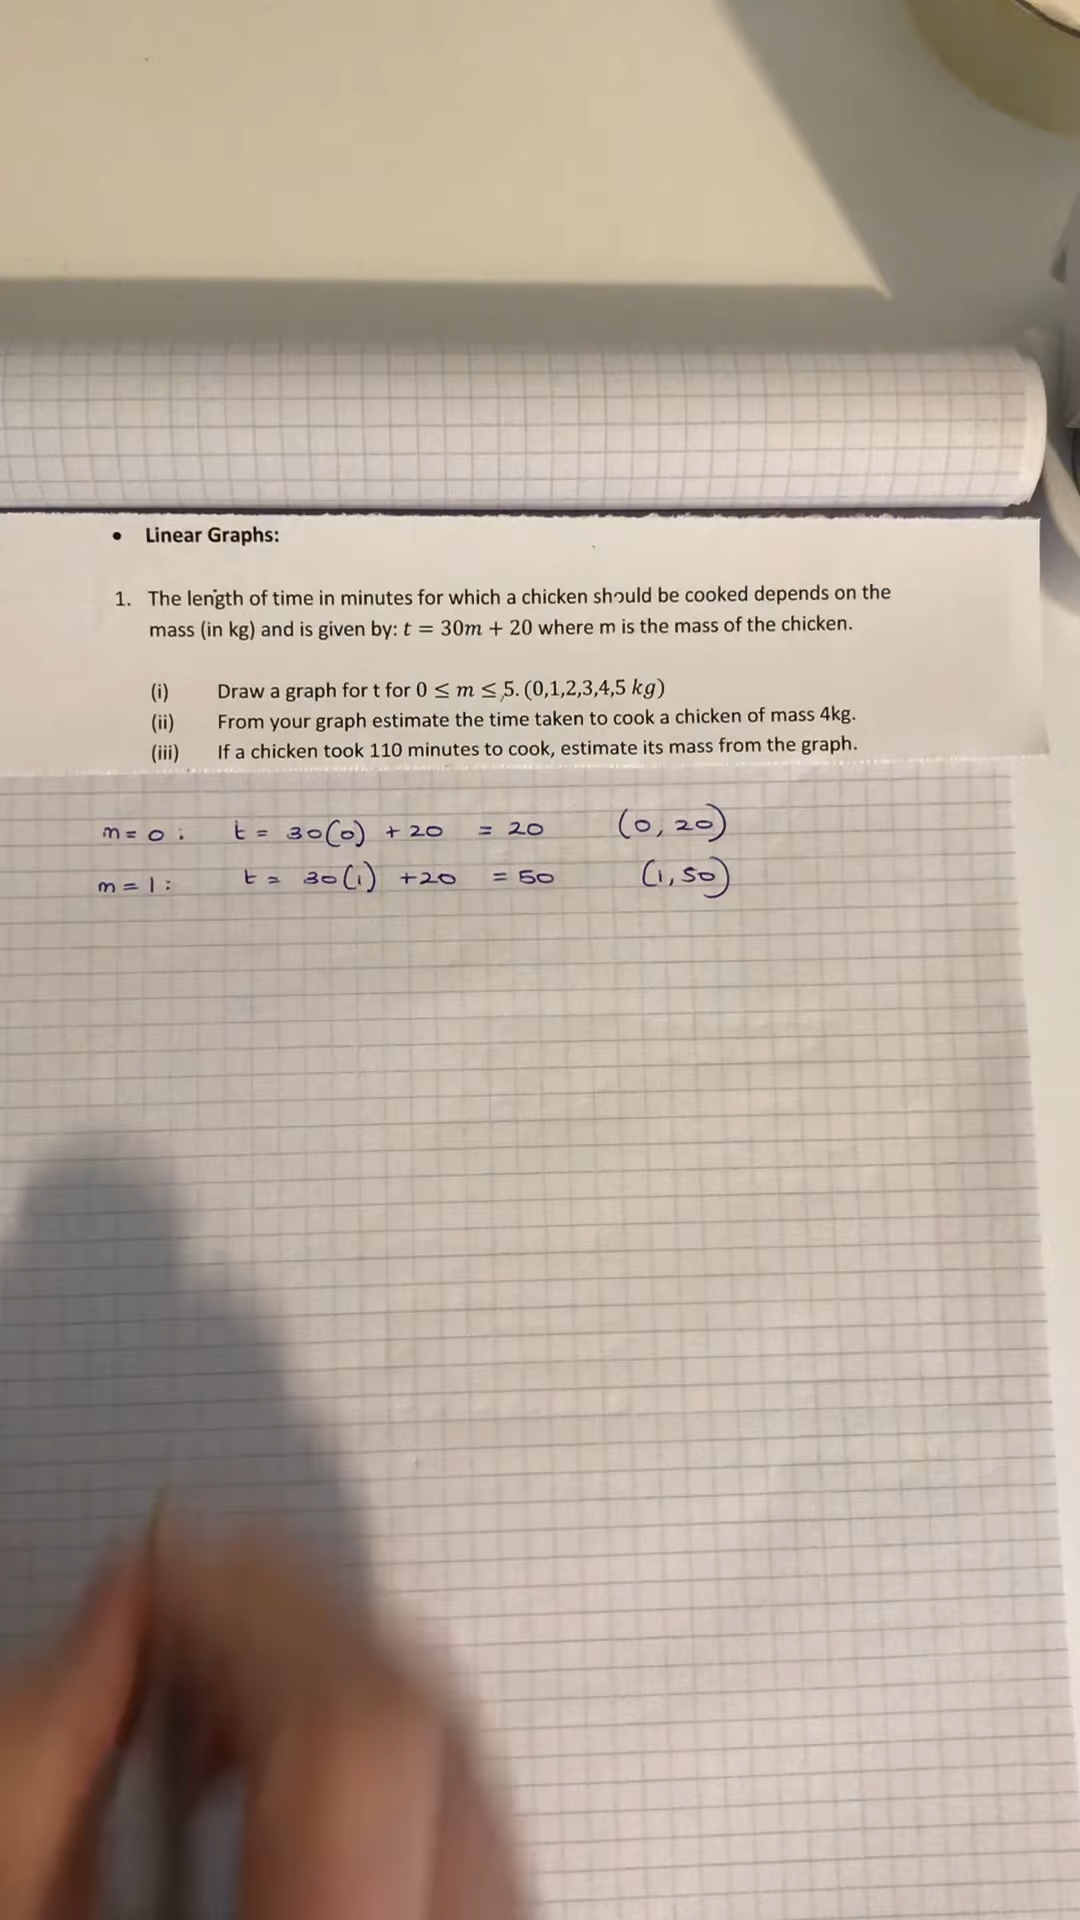 • Linear Graphs:
1. The length of time in minutes for which a chicken should be cooked depends on the
mass (in kg) and is given by: t = 30m + 20 where m is the mass of the chicken.
(i) Draw a graph for t for 0 ≤ m ≤ 5. (0,1,2,3,4,5 kg)
(ii) From your graph estimate the time taken to cook a chicken of mass 4kg.
(iii) If a chicken took 110 minutes to cook, estimate its mass from the graph.
m = 0 : t = 30(0) + 20 = 20 (0, 20)
m = 1 : t = 30(1) +20 = 50 (1, 50)